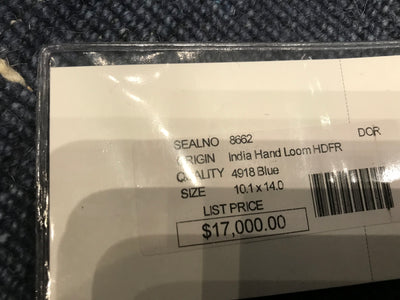 SEALNO 8662 DCR
ORIGIN India Hand Loom HDFR
QUALITY 4918 Blue
SIZE 10.1 x 14.0
LIST PRICE
$17,000.00